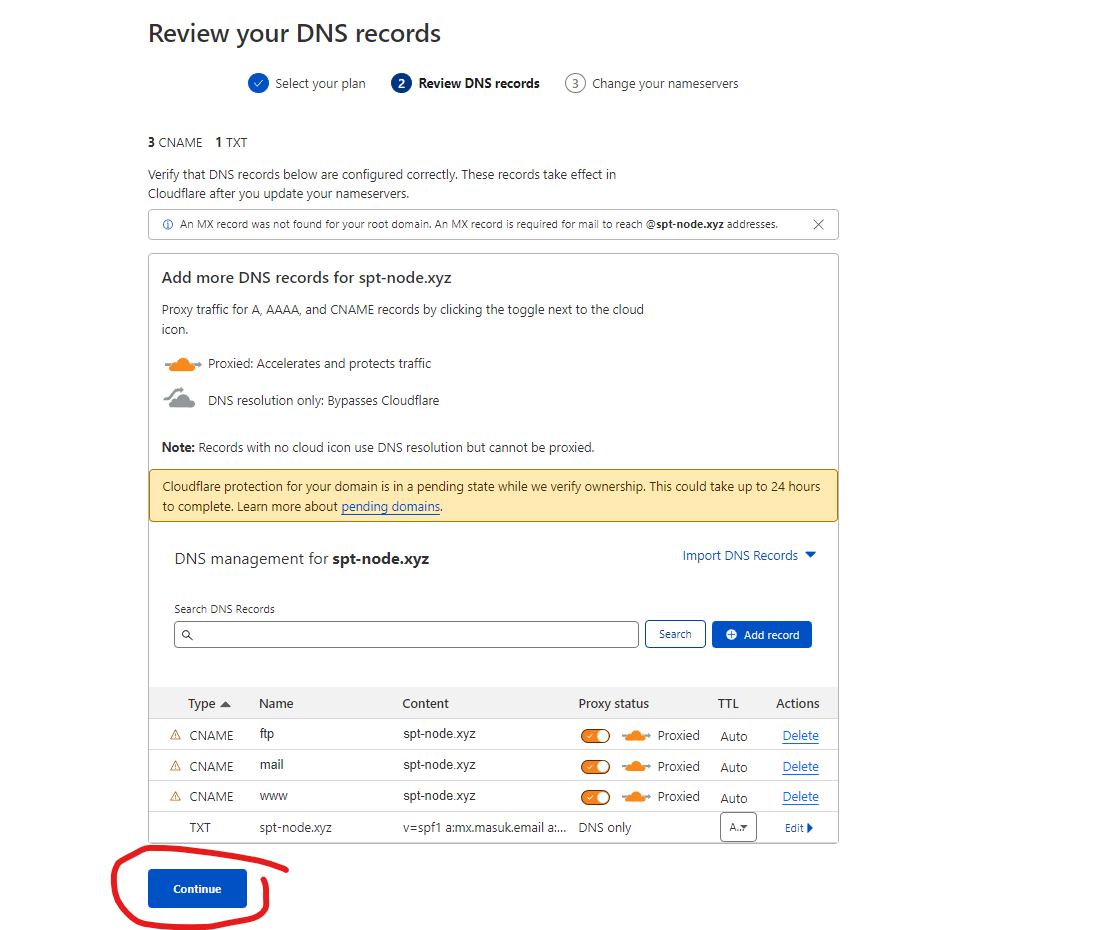 Review your DNS records
Select your plan
2 Review DNS records
3 Change your nameservers
3 CNAME 1 TXT
Verify that DNS records below are configured correctly. These records take effect in
Cloudflare after you update your nameservers.
An MX record was not found for your root domain. An MX record is required for mail to reach @spt-node.xyz addresses.
Add more DNS records for spt-node.xyz
Proxy traffic for A, AAAA, and CNAME records by clicking the toggle next to the cloud
icon.
Proxied: Accelerates and protects traffic
DNS resolution only: Bypasses Cloudflare
Note: Records with no cloud icon use DNS resolution but cannot be proxied.
Cloudflare protection for your domain is in a pending state while we verify ownership. This could take up to 24 hours
to complete. Learn more about pending domains.
DNS management for spt-node.xyz
Import DNS Records
Search DNS Records
Search
Add record
Type Name Content Proxy status TTL Actions
CNAME ftp spt-node.xyz Proxied Auto Delete
CNAME mail spt-node.xyz Proxied Auto Delete
CNAME www spt-node.xyz Proxied Auto Delete
TXT spt-node.xyz v=spf1 a:mx.masuk.email a:... DNS only A.. Edit
Continue